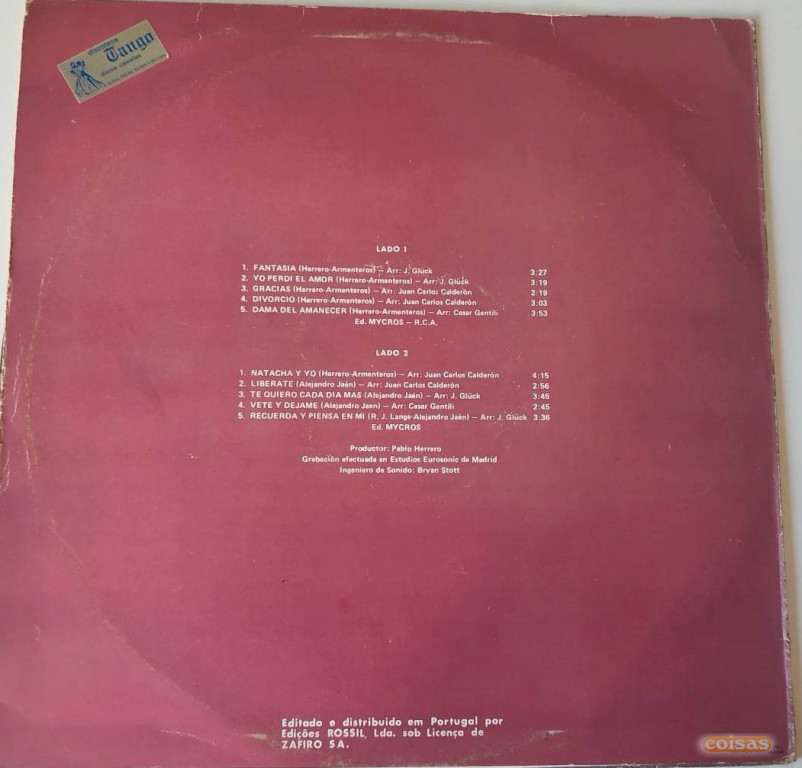 discoteca
Tango
LADO 1
1. FANTASIA (Herrero-Armenteros) — Arr: J. Glück 3:27
2. YO PERDI EL AMOR (Herrero-Armenteros) — Arr: J. Glück 3:19
3. GRACIAS (Herrero-Armenteros) — Arr: Juan Carlos Calderón 2:19
4. DIVORCIO (Herrero-Armenteros) — Arr: Juan Carlos Calderón 3:03
5. DAMA DEL AMANECER (Herrero-Armenteros) — Arr: Cesar Gentili 3:53
Ed. MYCROS — R.C.A.
LADO 2
1. NATACHA Y YO (Herrero-Armenteros) — Arr: Juan Carlos Calderón 4:15
2. LIBERATE (Alejandro Jaén) — Arr: Juan Carlos Calderón 2:56
3. TE QUIERO CADA DIA MAS (Alejandro Jaén) — Arr: J. Glück 3:45
4. VETE Y DEJAME (Alejandro Jaen) — Arr: Cesar Gentili 2:45
5. RECUERDA Y PIENSA EN MI (R. J. Lange-Alejandro Jaén) — Arr: J. Glück 3:36
Ed. MYCROS
Productor: Pablo Herrero
Grabación efectuada en Estudios Eurosonic de Madrid
Ingeniero de Sonido: Bryan Stott
Editado e distribuido em Portugal por
Edições ROSSIL, Lda. sob Licença de
ZAFIRO SA.
coisas